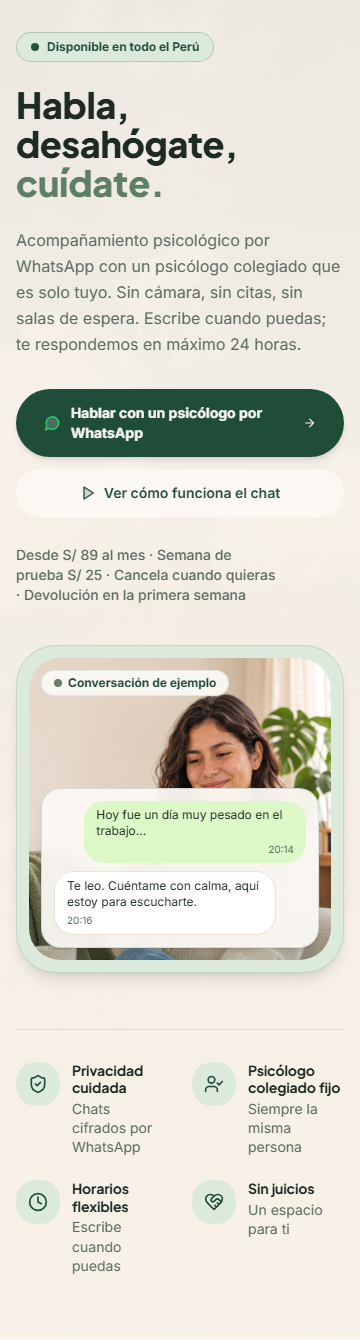 Disponible en todo el Perú
Habla,
desahógate,
cuídate.
Acompañamiento psicológico por
WhatsApp con un psicólogo colegiado que
es solo tuyo. Sin cámara, sin citas, sin
salas de espera. Escribe cuando puedas;
te respondemos en máximo 24 horas.
Hablar con un psicólogo por
WhatsApp
Ver cómo funciona el chat
Desde S/ 89 al mes · Semana de
prueba S/ 25 · Cancela cuando quieras
· Devolución en la primera semana
Conversación de ejemplo
Hoy fue un día muy pesado en el
trabajo...
20:14
Te leo. Cuéntame con calma, aquí
estoy para escucharte.
20:16
Privacidad
cuidada
Chats
cifrados por
WhatsApp
Psicólogo
colegiado fijo
Siempre la
misma
persona
Horarios
flexibles
Escribe
cuando
puedas
Sin juicios
Un espacio
para ti